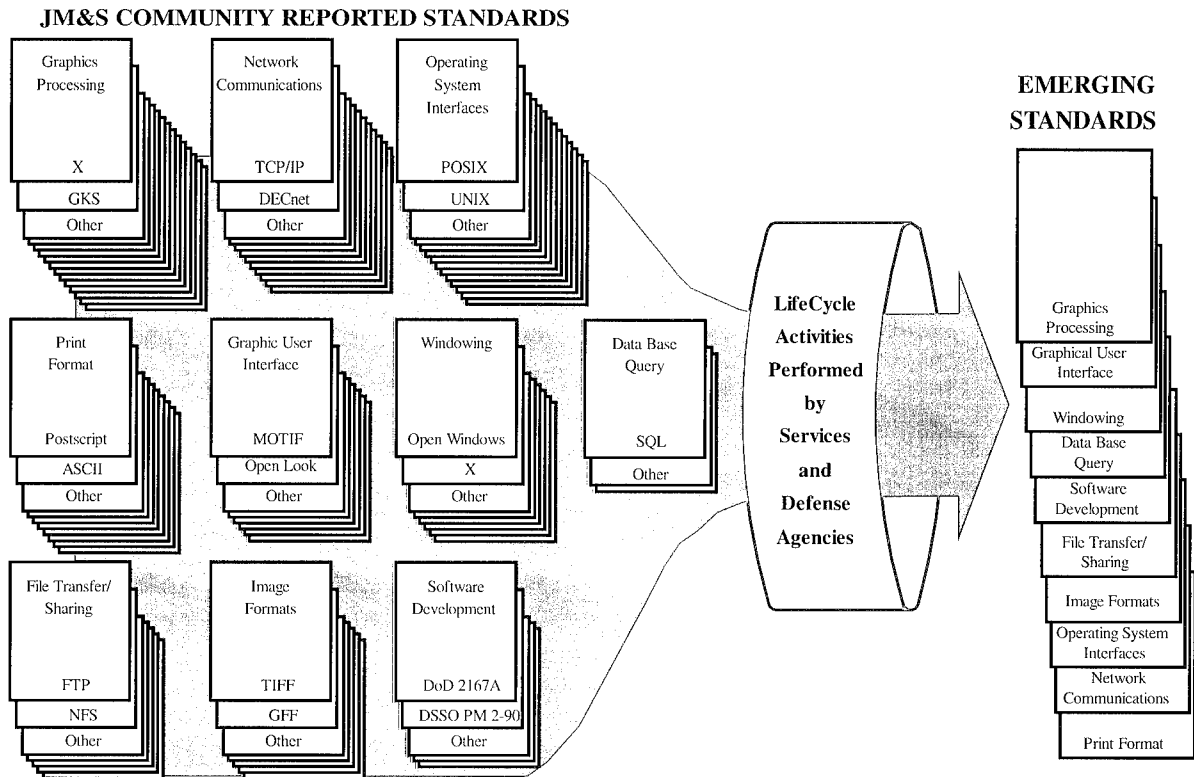 JM&S COMMUNITY REPORTED STANDARDS
Graphics
Processing
X
GKS
Other
Network
Communications
TCP/IP
DECnet
Other
Operating
System
Interfaces
POSIX
UNIX
Other
Print
Format
Postscript
ASCII
Other
Graphic User
Interface
MOTIF
Open Look
Other
Windowing
Open Windows
X
Other
Data Base
Query
SQL
Other
File Transfer/
Sharing
FTP
NFS
Other
Image
Formats
TIFF
GFF
Other
Software
Development
DoD 2167A
DSSO PM 2-90
Other
LifeCycle
Activities
Performed
by
Services
and
Defense
Agencies
EMERGING
STANDARDS
Graphics
Processing
Graphical User
Interface
Windowing
Data Base
Query
Software
Development
File Transfer/
Sharing
Image Formats
Operating System
Interfaces
Network
Communications
Print Format